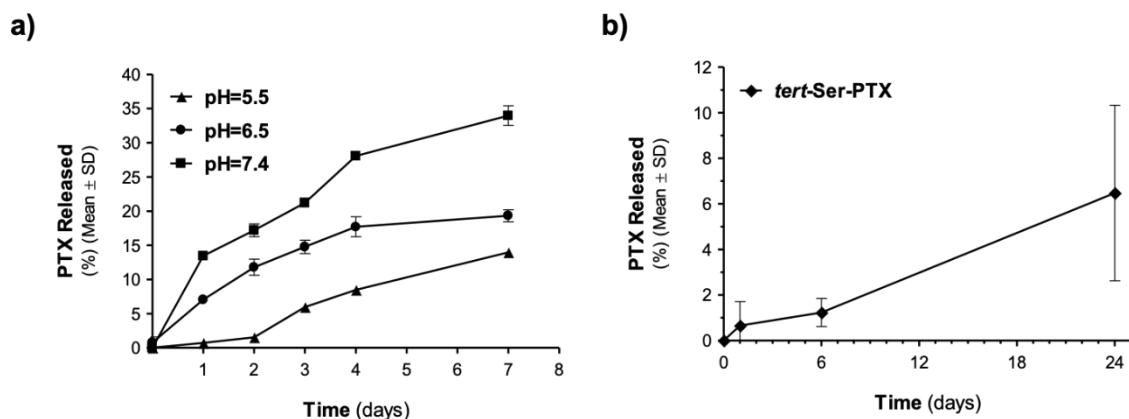 a)
40
35
30
25
20
15
10
5
0
PTX Released
(%) (Mean ± SD)
pH=5.5
pH=6.5
pH=7.4
1 2 3 4 5 6 7 8
Time (days)
b)
12
10
8
6
4
2
0
PTX Released
(%) (Mean ± SD)
tert-Ser-PTX
0 6 12 18 24
Time (days)